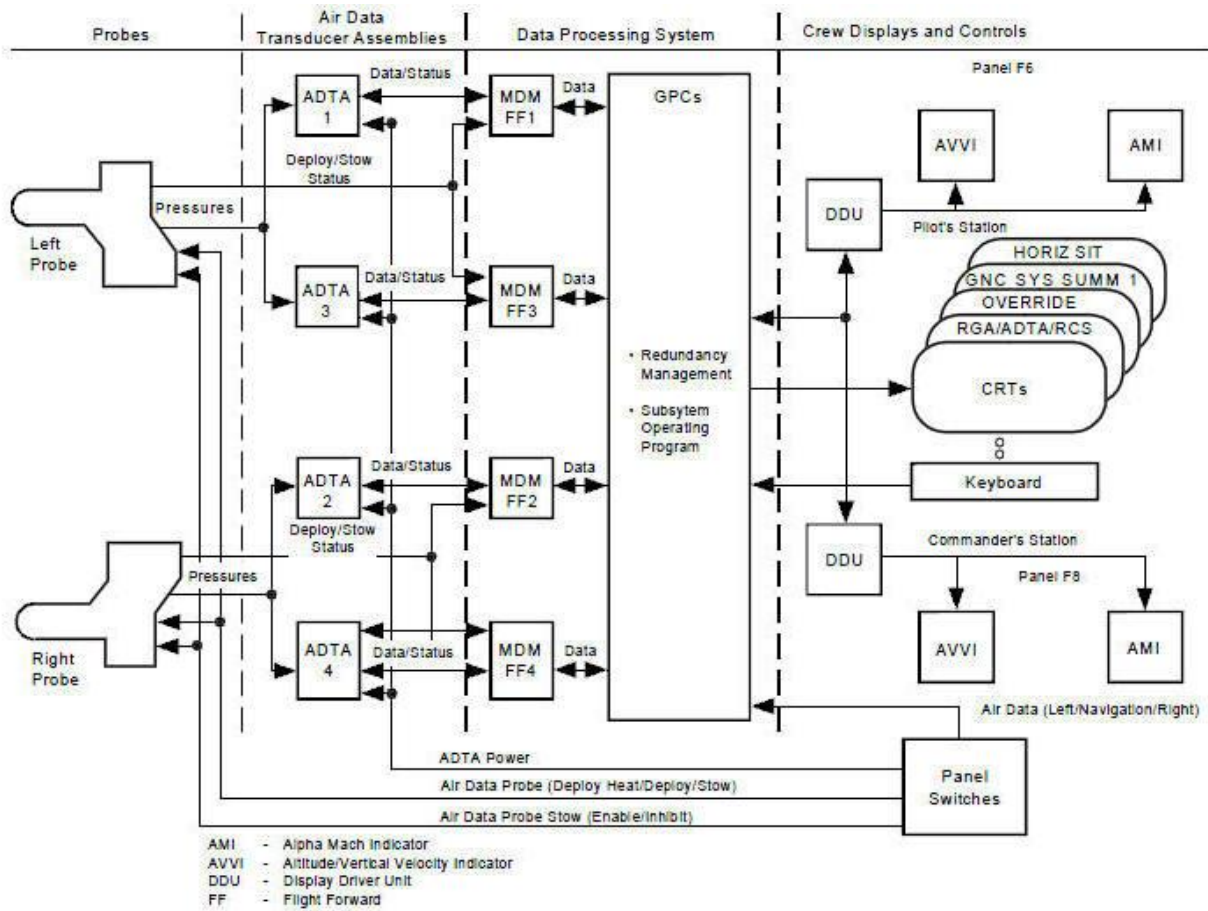 Probes
Air Data
Transducer Assemblies
Data Processing System
Crew Displays and Controls
Panel F6
Data/Status
Data
ADTA
1
MDM
FF1
GPCs
AVVI
AMI
Deploy/Stow
Status
Pressures
DDU
Pilot's Station
Left
Probe
HORIZ SIT
GNC SYS SUMM 1
OVERRIDE
RGA/ADTA/RCS
CRTs
Data/Status
Data
ADTA
3
MDM
FF3
• Redundancy
Management
• Subsytem
Operating
Program
Data/Status
Data
ADTA
2
MDM
FF2
Keyboard
Deploy/Stow
Status
Pressures
DDU
Commander's Station
Panel F8
Right
Probe
ADTA
4
Data/Status
MDM
FF4
Data
AVVI
AMI
Air Data (Left/Navigation/Right)
ADTA Power
Air Data Probe (Deploy Heat/Deploy/Stow)
Air Data Probe Stow (Enable/Inhibit)
Panel
Switches
AMI - Alpha Mach Indicator
AVVI - Altitude/Vertical Velocity Indicator
DDU - Display Driver Unit
FF - Flight Forward